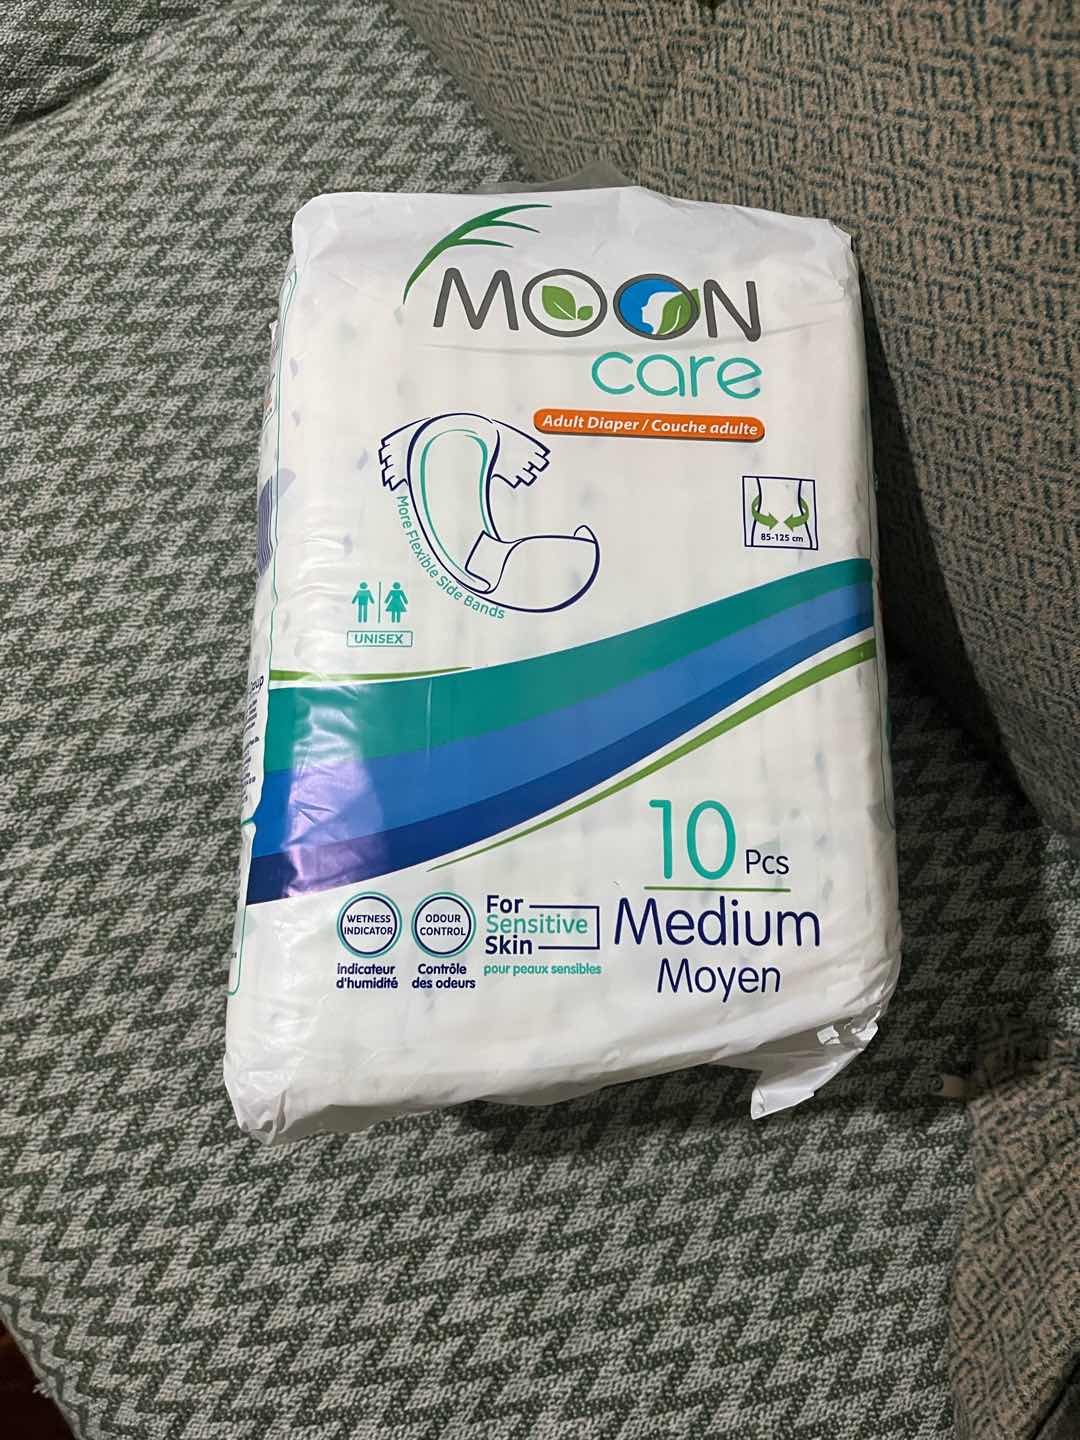 MOON
care
Adult Diaper / Couche adulte
More Flexible Side Bands
85-125 cm
UNISEX
10 Pcs
Medium
Moyen
WETNESS
INDICATOR
indicateur
d'humidité
ODOUR
CONTROL
Contrôle
des odeurs
For
Sensitive
Skin
pour peaux sensibles